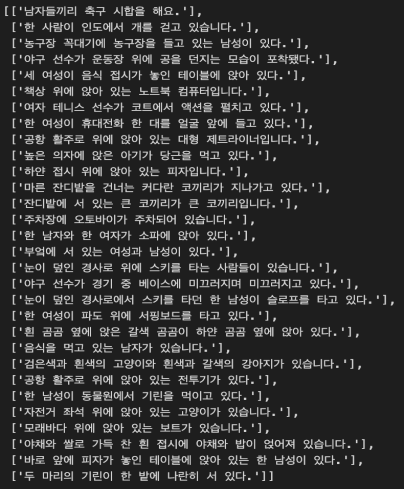 [['남자들끼리 축구 시합을 해요.'],
['한 사람이 인도에서 개를 걷고 있습니다.'],
['농구장 꼭대기에 농구장을 들고 있는 남성이 있다.'],
['야구 선수가 운동장 위에 공을 던지는 모습이 포착됐다.'],
['세 여성이 음식 접시가 놓인 테이블에 앉아 있다.'],
['책상 위에 앉아 있는 노트북 컴퓨터입니다.'],
['여자 테니스 선수가 코트에서 액션을 펼치고 있다.'],
['한 여성이 휴대전화 한 대를 얼굴 앞에 들고 있다.'],
['공항 활주로 위에 앉아 있는 대형 제트라이너입니다.'],
['높은 의자에 앉은 아기가 당근을 먹고 있다.'],
['하얀 접시 위에 앉아 있는 피자입니다.'],
['마른 잔디밭을 건너는 커다란 코끼리가 지나가고 있다.'],
['잔디밭에 서 있는 큰 코끼리가 큰 코끼리입니다.'],
['주차장에 오토바이가 주차되어 있습니다.'],
['한 남자와 한 여자가 소파에 앉아 있다.'],
['부엌에 서 있는 여성과 남성이 있다.'],
['눈이 덮인 경사로 위에 스키를 타는 사람들이 있습니다.'],
['야구 선수가 경기 중 베이스에 미끄러지며 미끄러지고 있다.'],
['눈이 덮인 경사로에서 스키를 타던 한 남성이 슬로프를 타고 있다.'],
['한 여성이 파도 위에 서핑보드를 타고 있다.'],
['흰 곰곰 옆에 앉은 갈색 곰곰이 하얀 곰곰 옆에 앉아 있다.'],
['음식을 먹고 있는 남자가 있습니다.'],
['검은색과 흰색의 고양이와 흰색과 갈색의 강아지가 있습니다.'],
['공항 활주로 위에 앉아 있는 전투기가 있다.'],
['한 남성이 동물원에서 기린을 먹이고 있다.'],
['자전거 좌석 위에 앉아 있는 고양이가 있습니다.'],
['모래바다 위에 앉아 있는 보트가 있습니다.'],
['야채와 쌀로 가득 찬 흰 접시에 야채와 밥이 얹어져 있습니다.'],
['바로 앞에 피자가 놓인 테이블에 앉아 있는 한 남성이 있다.'],
['두 마리의 기린이 한 밭에 나란히 서 있다.']]